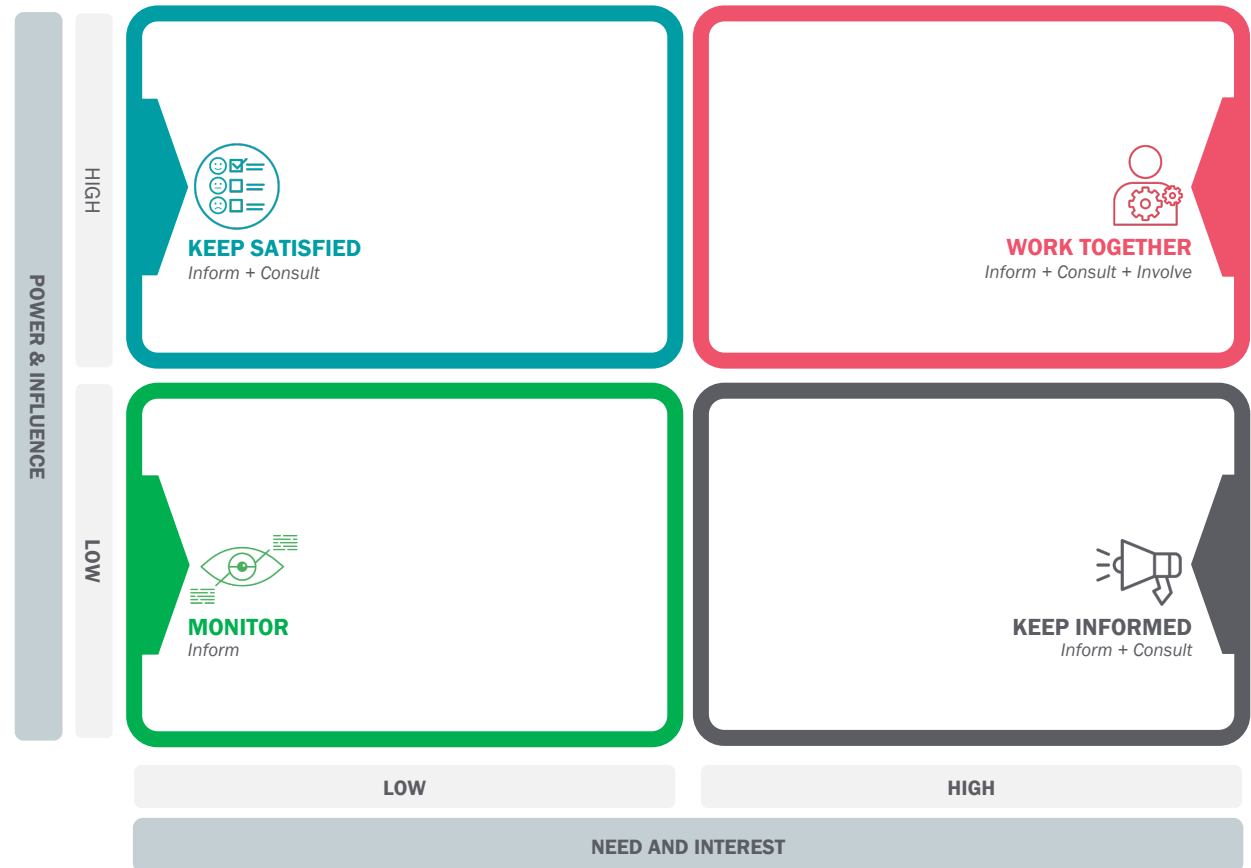 POWER & INFLUENCE
HIGH
KEEP SATISFIED
Inform + Consult
WORK TOGETHER
Inform + Consult + Involve
LOW
MONITOR
Inform
KEEP INFORMED
Inform + Consult
LOW
HIGH
NEED AND INTEREST